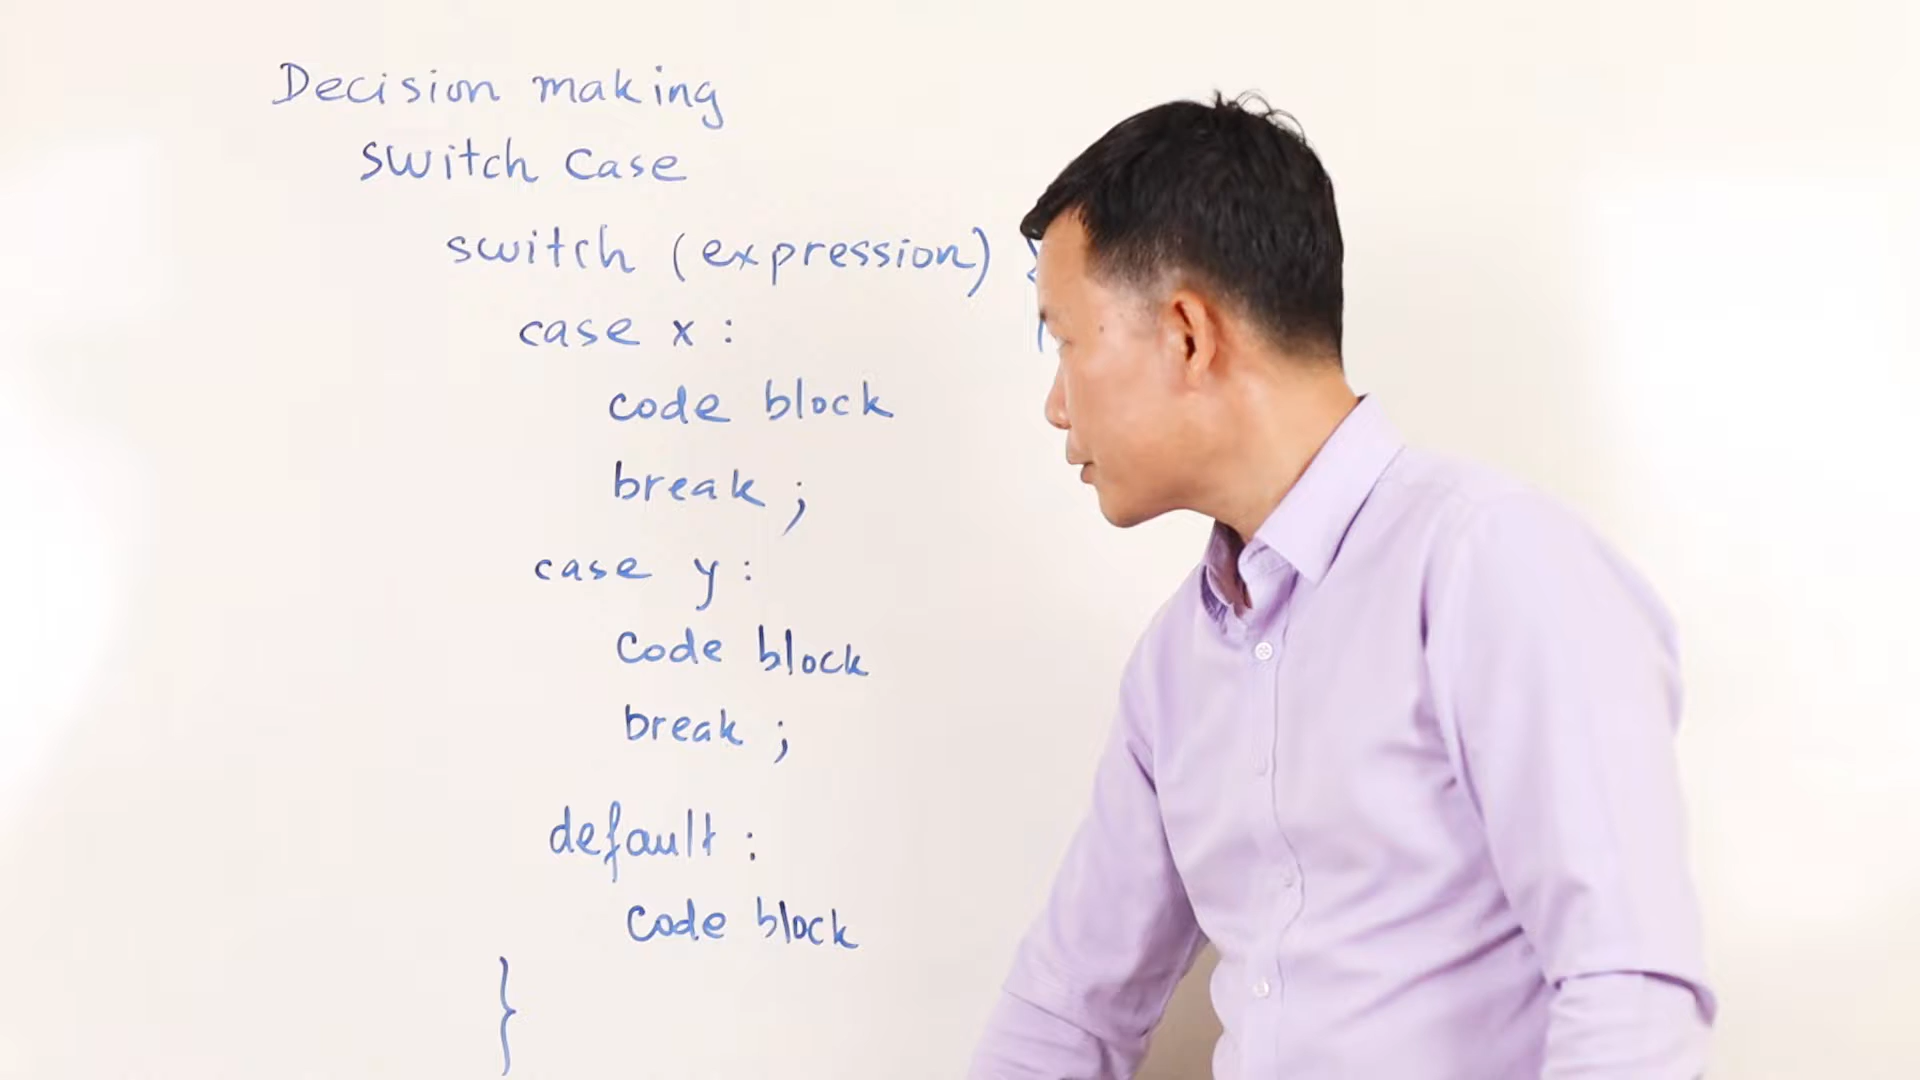 Decision making
switch case
switch (expression) {
case x :
code block
break ;
case y :
code block
break ;
default :
code block
}